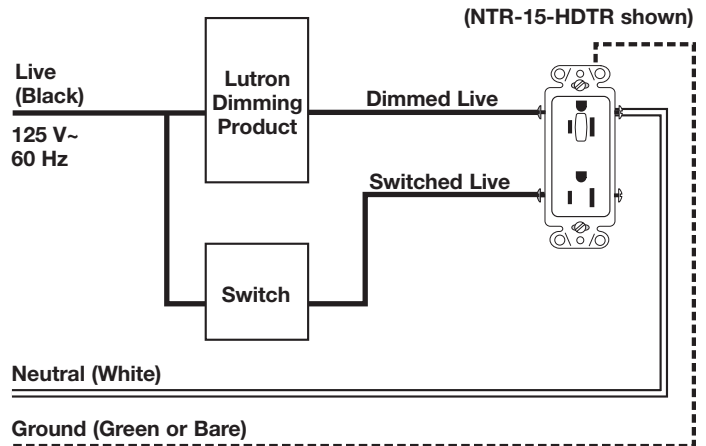 (NTR-15-HDTR shown)
Live
(Black)
125 V~
60 Hz
Lutron
Dimming
Product
Dimmed Live
Switched Live
Switch
Neutral (White)
Ground (Green or Bare)